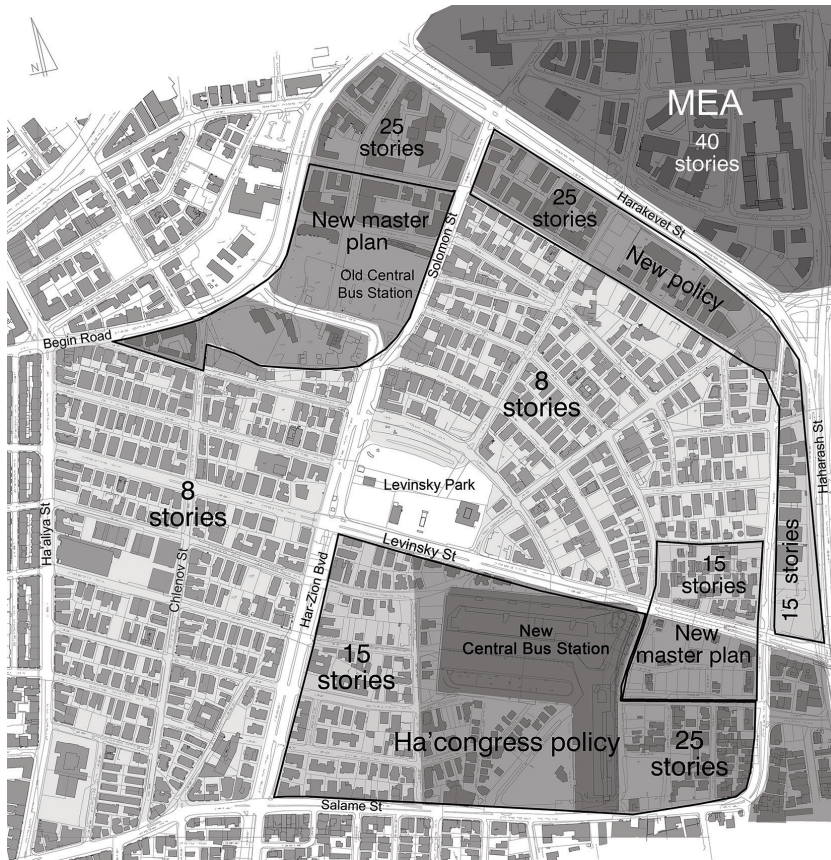 N
MEA
40
stories
25
stories
25
stories
Harakevet St
New master
plan
Solomon St
New policy
Old Central
Bus Station
Begin Road
8
stories
Haharash St
Levinsky Park
8
stories
Ha'aliya St
Levinsky St
Chlenov St
Har-Zion Bvd
15
stories
15 stories
New
Central Bus Station
New
master plan
15
stories
Ha'congress policy
25
stories
Salame St